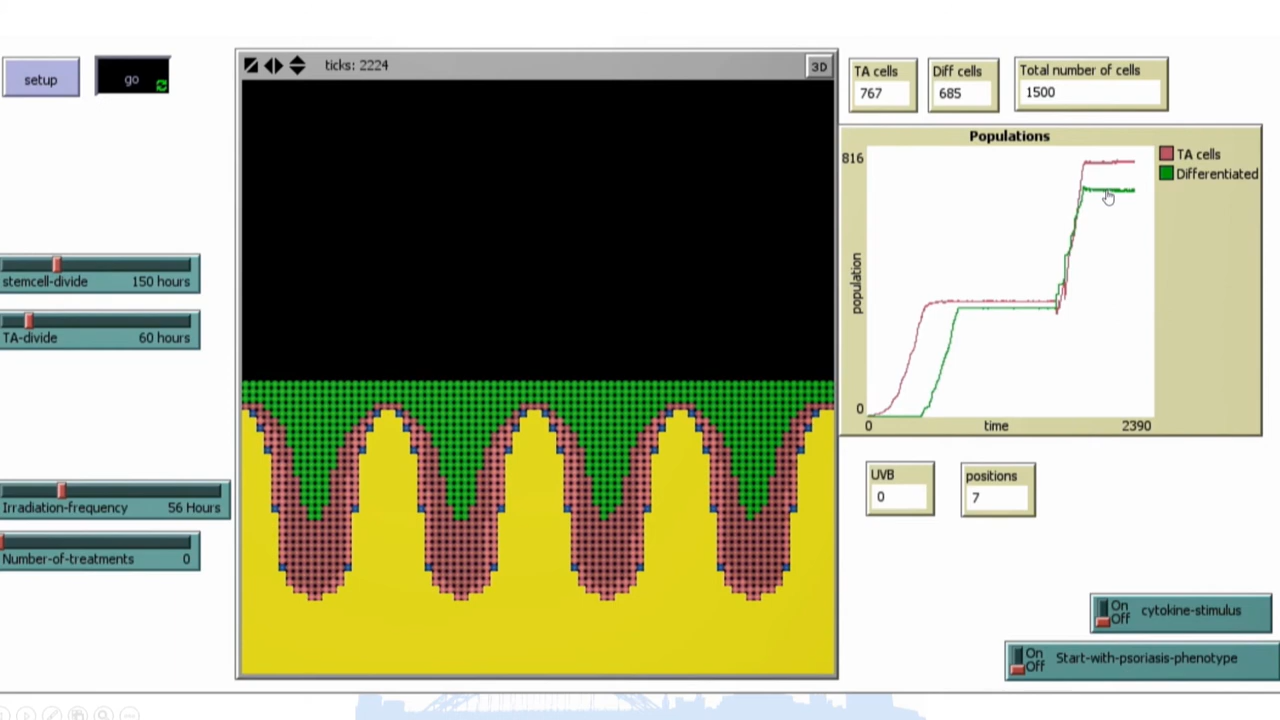 setup
go
ticks: 2224
3D
TA cells
767
Diff cells
685
Total number of cells
1500
Populations
816
0
population
0
time
2390
TA cells
Differentiated
stemcell-divide 150 hours
TA-divide 60 hours
Irradiation-frequency 56 Hours
Number-of-treatments 0
UVB
0
positions
7
On
Off
cytokine-stimulus
On
Off
Start-with-psoriasis-phenotype